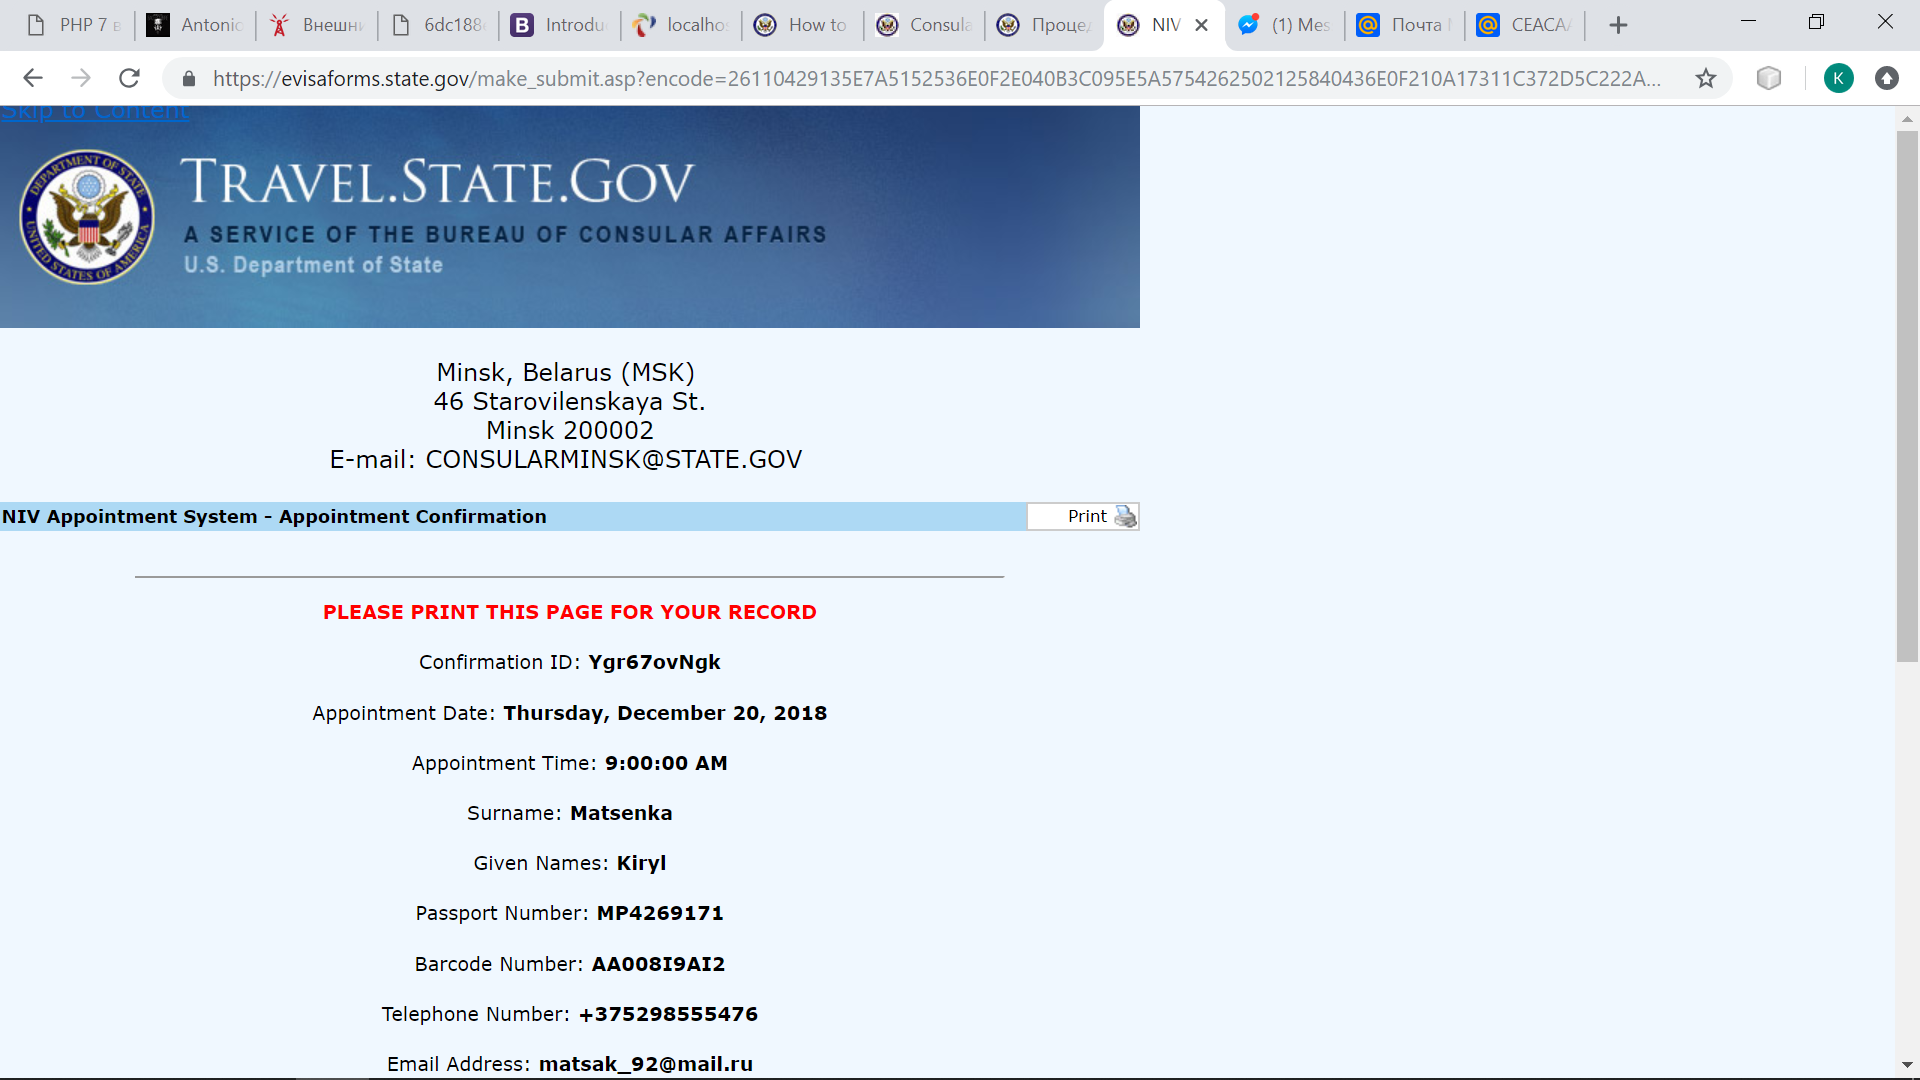 PHP 7 в
Antonio
Внешни
6dc188
Introdu
localhos
How to
Consula
Процед
NIV
(1) Mes
Почта
CEACA
https://evisaforms.state.gov/make_submit.asp?encode=26110429135E7A5152536E0F2E040B3C095E5A5754262502125840436E0F210A17311C372D5C222A...
K
Skip to Content
TRAVEL.STATE.GOV
A SERVICE OF THE BUREAU OF CONSULAR AFFAIRS
U.S. Department of State
DEPARTMENT OF STATE
UNITED STATES OF AMERICA
Minsk, Belarus (MSK)
46 Starovilenskaya St.
Minsk 200002
E-mail: CONSULARMINSK@STATE.GOV
NIV Appointment System - Appointment Confirmation
Print
PLEASE PRINT THIS PAGE FOR YOUR RECORD
Confirmation ID: Ygr67ovNgk
Appointment Date: Thursday, December 20, 2018
Appointment Time: 9:00:00 AM
Surname: Matsenka
Given Names: Kiryl
Passport Number: MP4269171
Barcode Number: AA008I9AI2
Telephone Number: +375298555476
Email Address: matsak_92@mail.ru